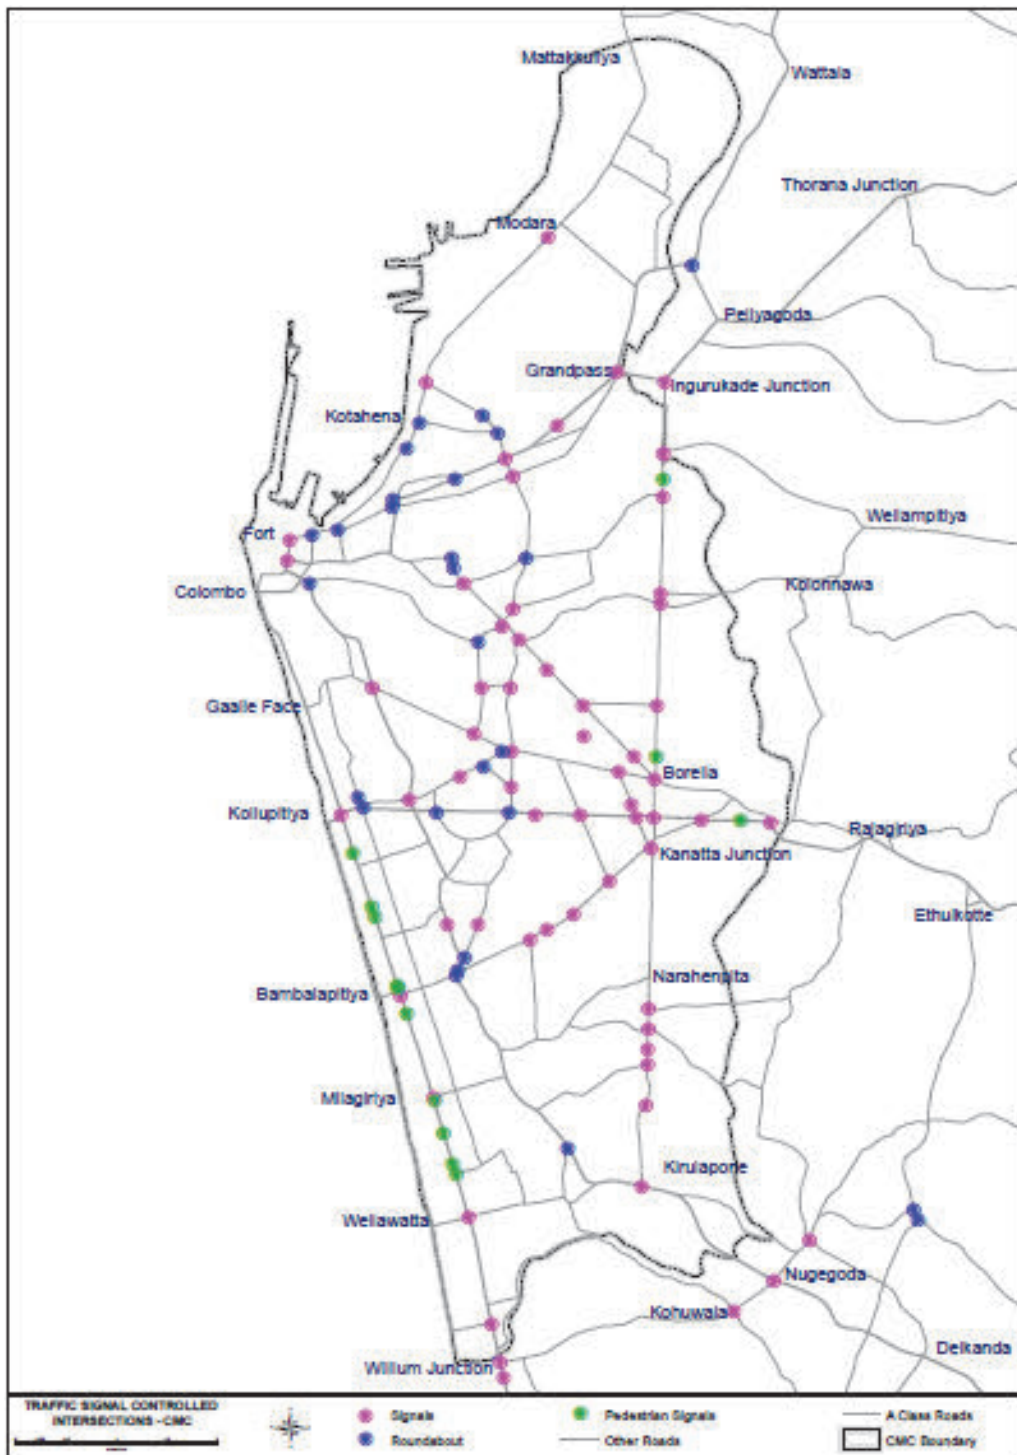 Mattakkuliya
Wattala
Thorana Junction
Modara
Peliyagoda
Grandpass
Ingurukade Junction
Kotahena
Wellampitiya
Fort
Kolonnawa
Colombo
Gaalle Face
Borella
Kollupitiya
Rajagiriya
Kanatta Junction
Ethulkotte
Narahenpita
Bambalapitiya
Milagiriya
Kirulapone
Wellawatta
Nugegoda
Kohuwala
Delkanda
Willium Junction
TRAFFIC SIGNAL CONTROLLED
INTERSECTIONS - CMC
Signals
Pedestrian Signals
A Class Roads
Roundabout
Other Roads
CMC Boundary